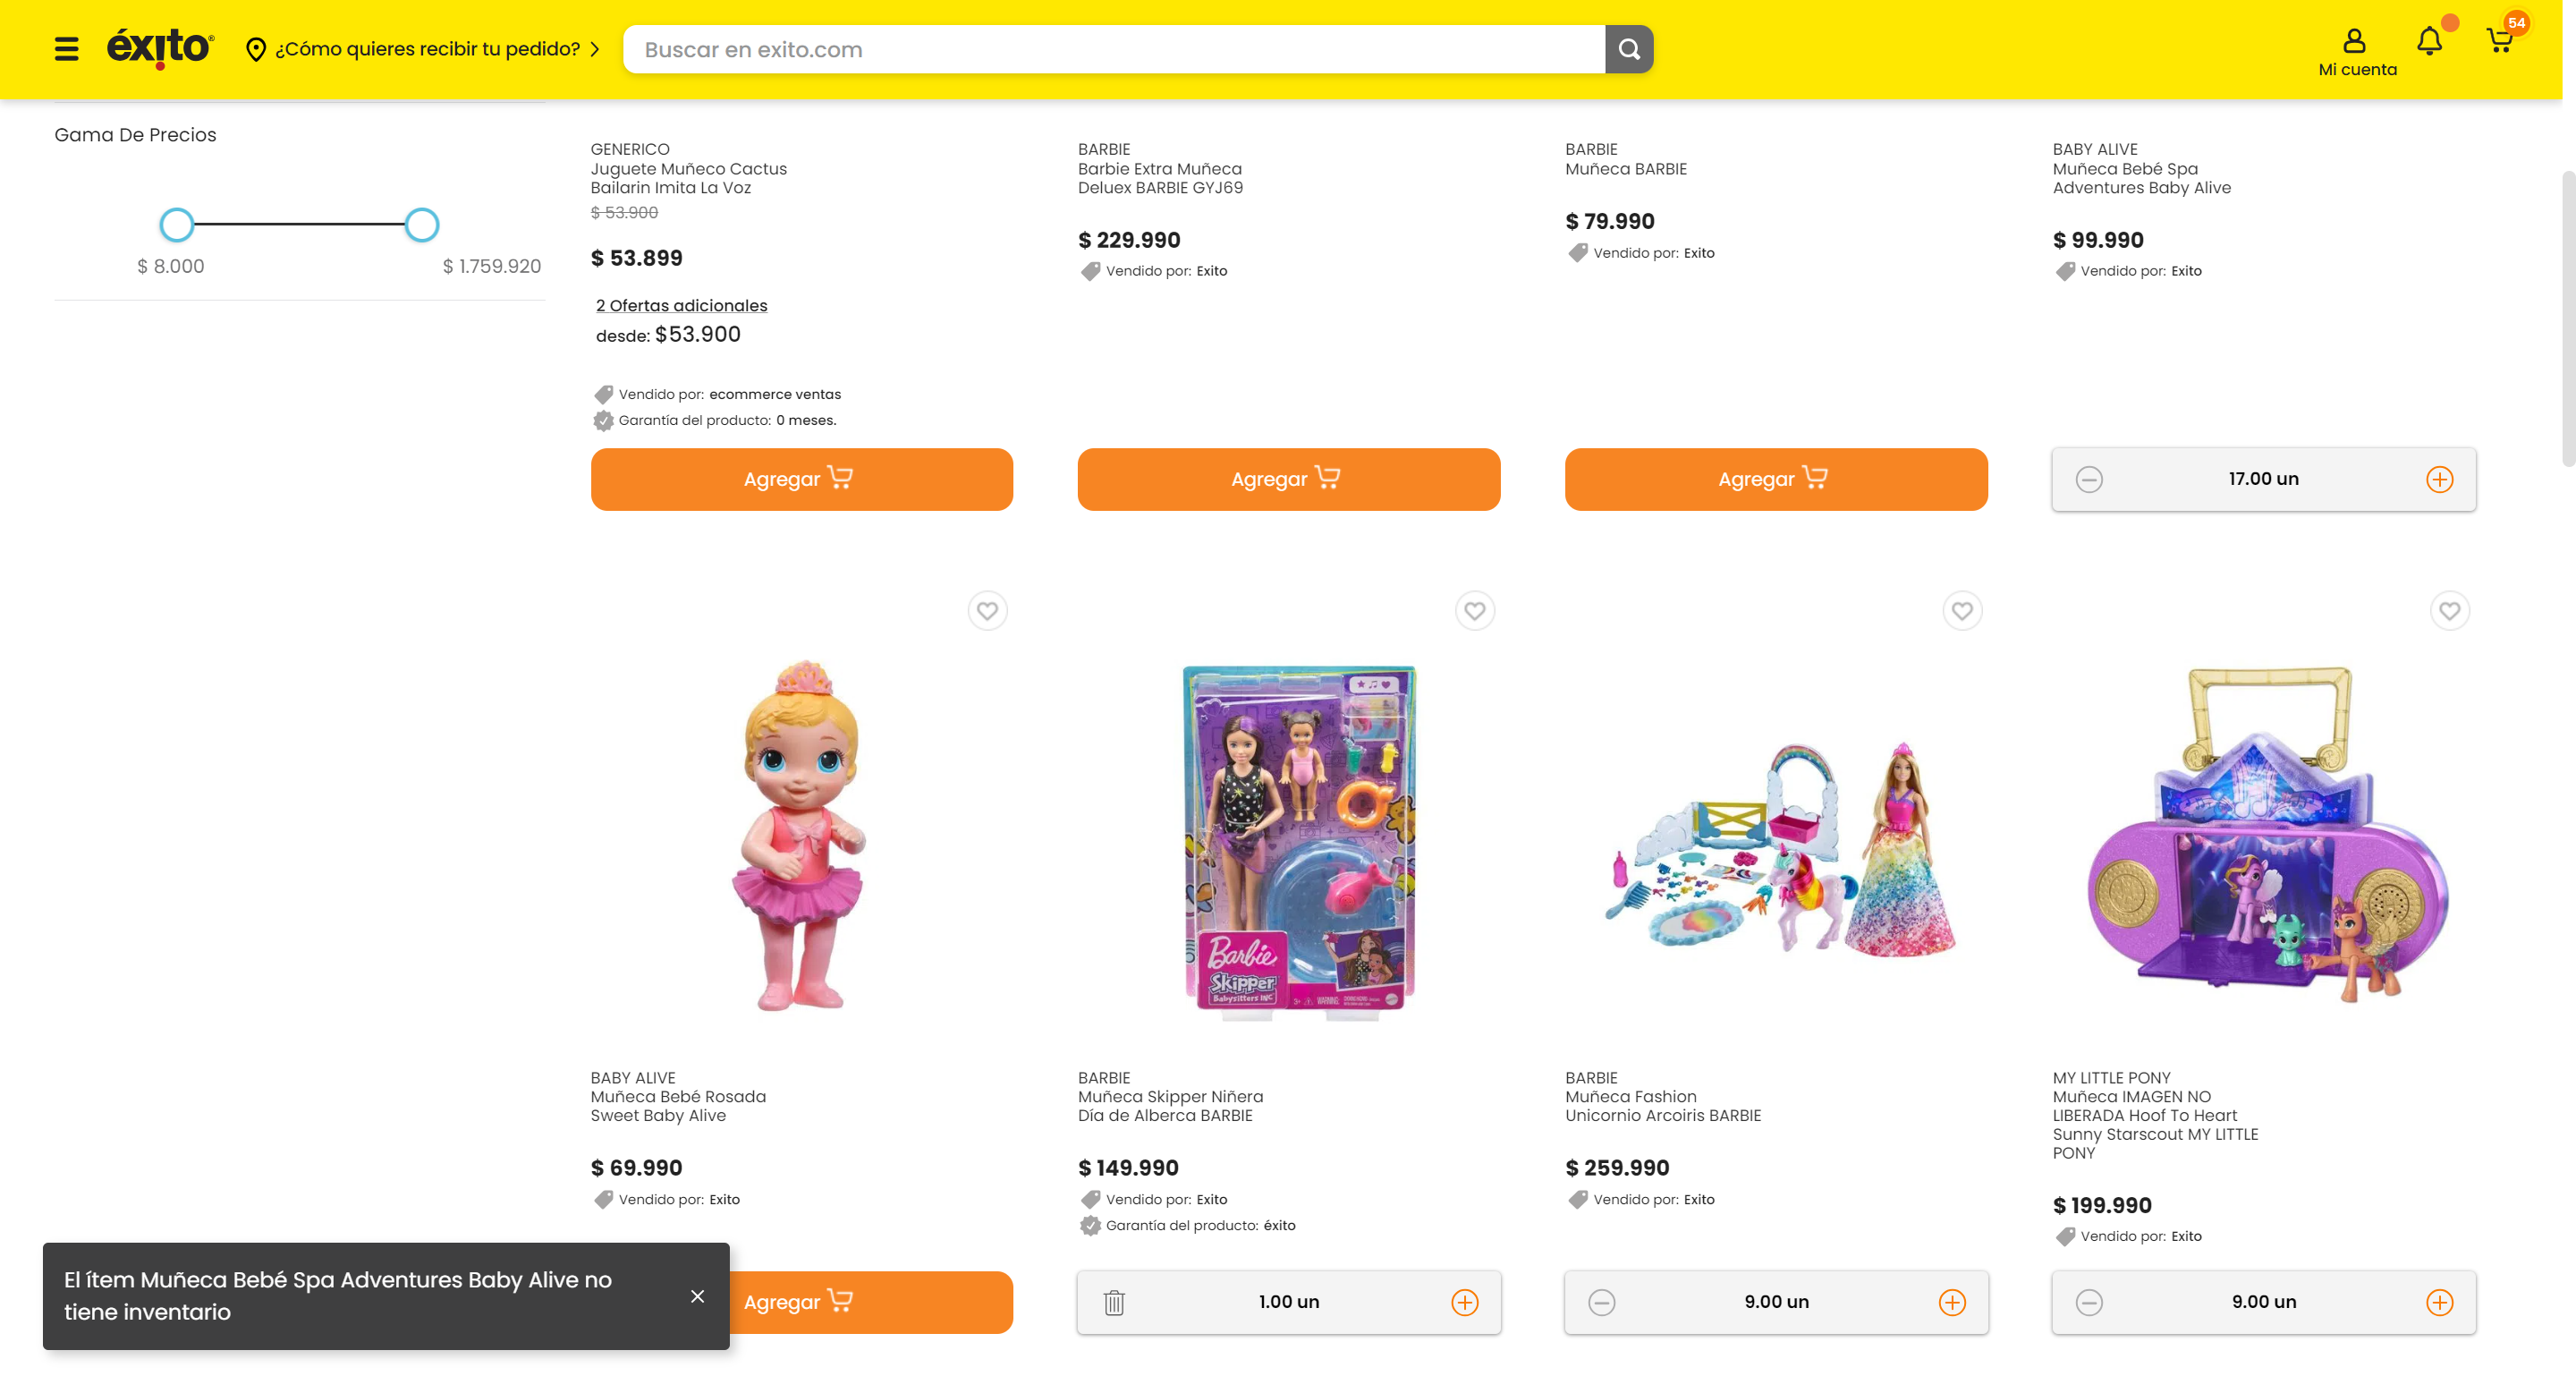 éxito
¿Cómo quieres recibir tu pedido?
Buscar en exito.com
Mi cuenta
54
Gama De Precios
$ 8.000
$ 1.759.920
GENERICO
Juguete Muñeco Cactus
Bailarin Imita La Voz
$ 53.900
$ 53.899
2 Ofertas adicionales
desde: $53.900
Vendido por: ecommerce ventas
Garantía del producto: 0 meses.
Agregar
BARBIE
Barbie Extra Muñeca
Deluex BARBIE GYJ69
$ 229.990
Vendido por: Exito
Agregar
BARBIE
Muñeca BARBIE
$ 79.990
Vendido por: Exito
Agregar
BABY ALIVE
Muñeca Bebé Spa
Adventures Baby Alive
$ 99.990
Vendido por: Exito
17.00 un
BABY ALIVE
Muñeca Bebé Rosada
Sweet Baby Alive
$ 69.990
Vendido por: Exito
Agregar
Barbie
Skipper
Babysitters INC
BARBIE
Muñeca Skipper Niñera
Día de Alberca BARBIE
$ 149.990
Vendido por: Exito
Garantía del producto: éxito
1.00 un
BARBIE
Muñeca Fashion
Unicornio Arcoiris BARBIE
$ 259.990
Vendido por: Exito
9.00 un
MY LITTLE PONY
Muñeca IMAGEN NO
LIBERADA Hoof To Heart
Sunny Starscout MY LITTLE
PONY
$ 199.990
Vendido por: Exito
9.00 un
El ítem Muñeca Bebé Spa Adventures Baby Alive no
tiene inventario